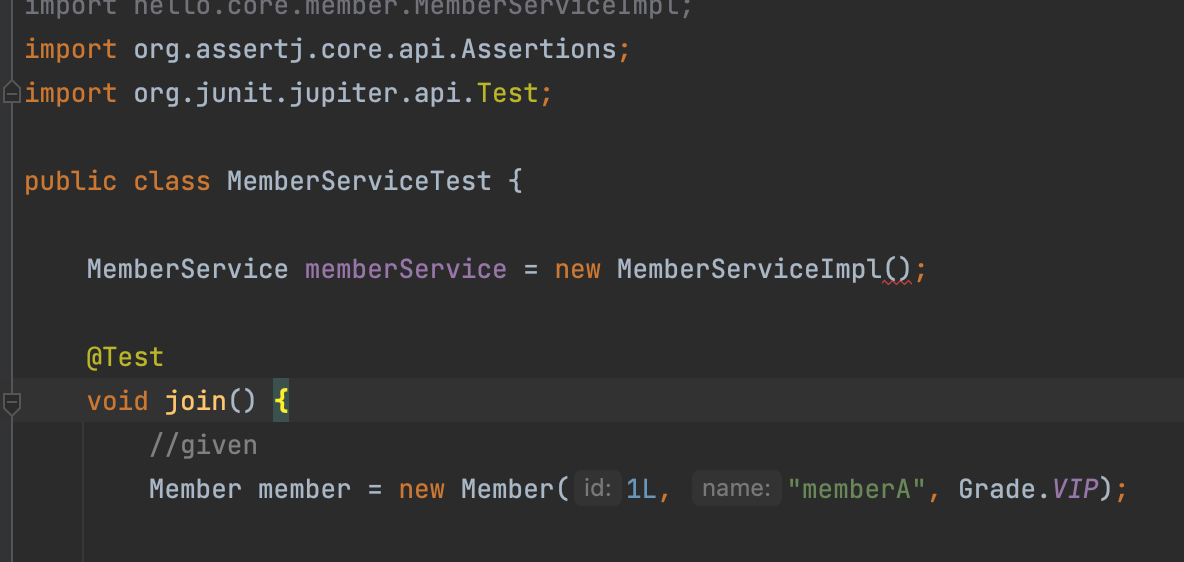 import hello.core.member.MemberServiceImpl;
import org.assertj.core.api.Assertions;
import org.junit.jupiter.api.Test;
public class MemberServiceTest {
MemberService memberService = new MemberServiceImpl();
@Test
void join() {
//given
Member member = new Member( id: 1L, name: "memberA", Grade.VIP);